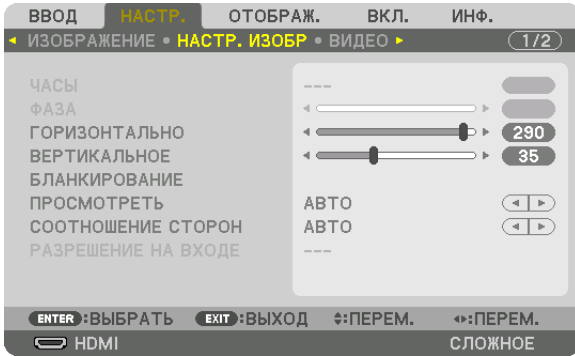 ВВОД НАСТР. ОТОБРАЖ. ВКЛ. ИНФ.
ИЗОБРАЖЕНИЕ • НАСТР. ИЗОБР • ВИДЕО 1/2
ЧАСЫ ---
ФАЗА
ГОРИЗОНТАЛЬНО 290
ВЕРТИКАЛЬНОЕ 35
БЛАНКИРОВАНИЕ
ПРОСМОТРЕТЬ АВТО
СООТНОШЕНИЕ СТОРОН АВТО
РАЗРЕШЕНИЕ НА ВХОДЕ ---
ENTER :ВЫБРАТЬ EXIT :ВЫХОД :ПЕРЕМ. :ПЕРЕМ.
HDMI СЛОЖНОЕ